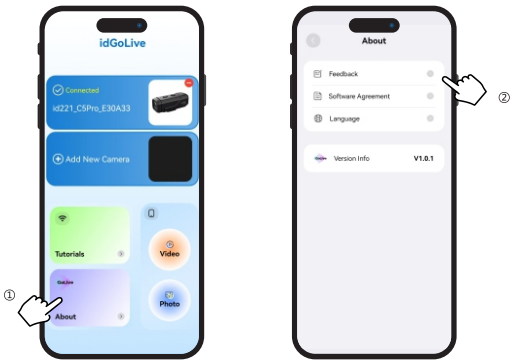 idGoLive
Connected
id221_C5Pro_E30A33
Add New Camera
Tutorials
Video
GoLive
About
Photo
①
About
Feedback
Software Agreement
Language
Version Info V1.0.1
②